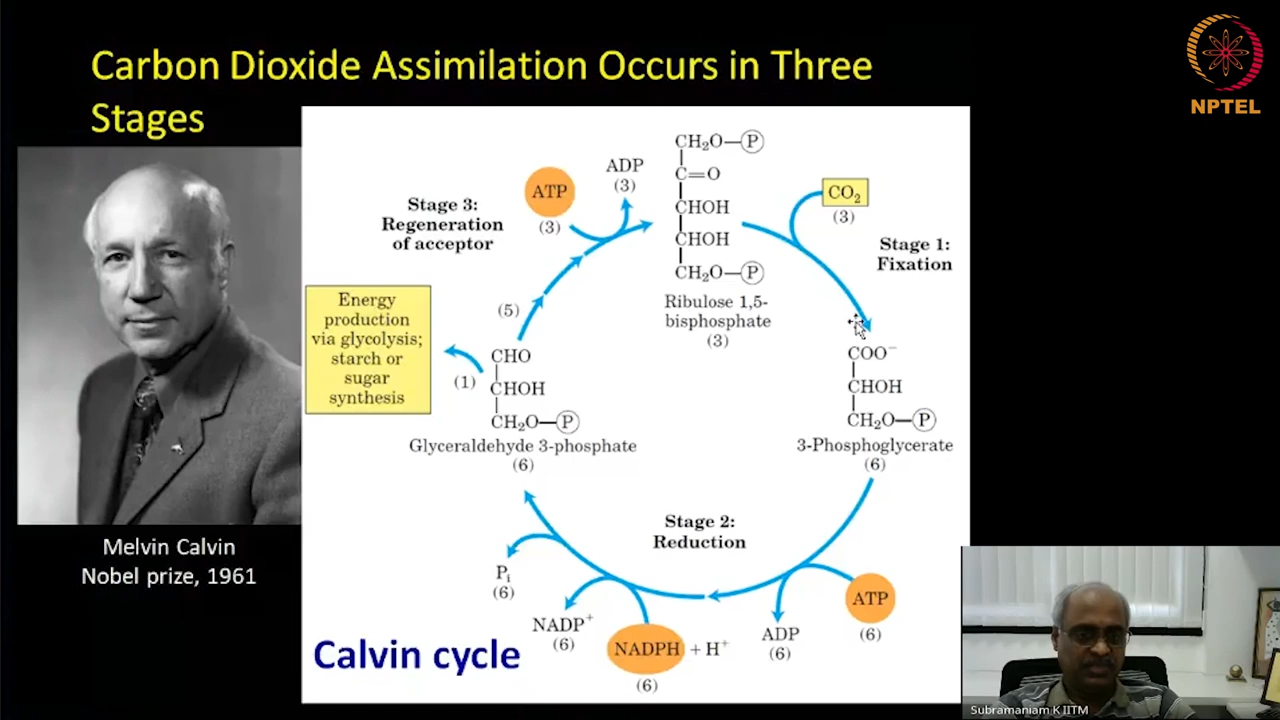 Carbon Dioxide Assimilation Occurs in Three
Stages
NPTEL
Melvin Calvin
Nobel prize, 1961
CH₂O—P
C=O
CHOH
CHOH
CH₂O—P
Ribulose 1,5-
bisphosphate
(3)
CO₂
(3)
Stage 1:
Fixation
COO⁻
CHOH
CH₂O—P
3-Phosphoglycerate
(6)
ATP
(6)
ADP
(6)
Stage 2:
Reduction
NADPH + H⁺
(6)
NADP⁺
(6)
Pᵢ
(6)
CHO
CHOH
CH₂O—P
Glyceraldehyde 3-phosphate
(6)
(1)
Energy
production
via glycolysis;
starch or
sugar
synthesis
(5)
Stage 3:
Regeneration
of acceptor
ATP
(3)
ADP
(3)
Calvin cycle
Subramaniam K IITM